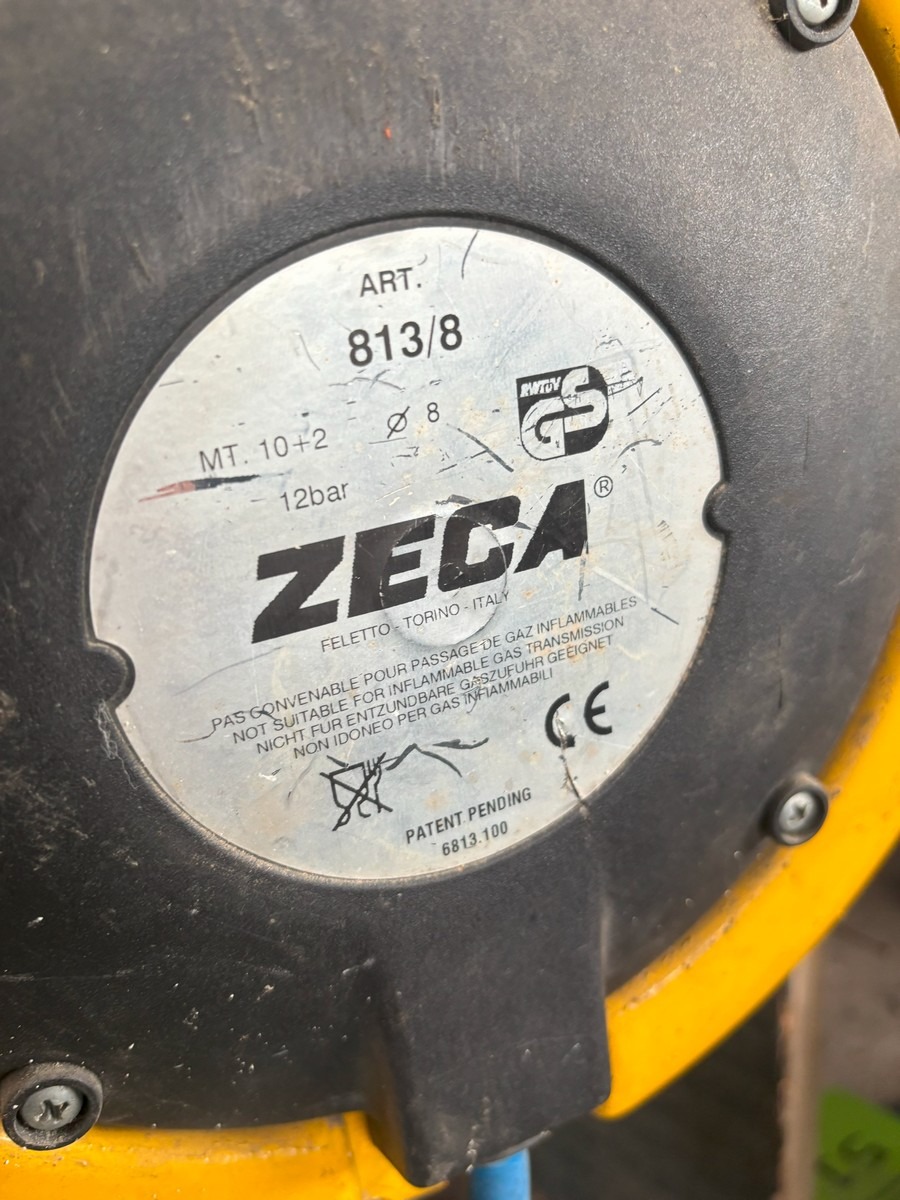 ART.
813/8
RWTÜV
GS
MT. 10+2 Ø 8
12bar
ZECA®
FELETTO - TORINO - ITALY
PAS CONVENABLE POUR PASSAGE DE GAZ INFLAMMABLES
NOT SUITABLE FOR INFLAMMABLE GAS TRANSMISSION
NICHT FUR ENTZUNDBARE GASZUFUHR GEEIGNET
NON IDONEO PER GAS INFIAMMABILI
CE
PATENT PENDING
6813.100